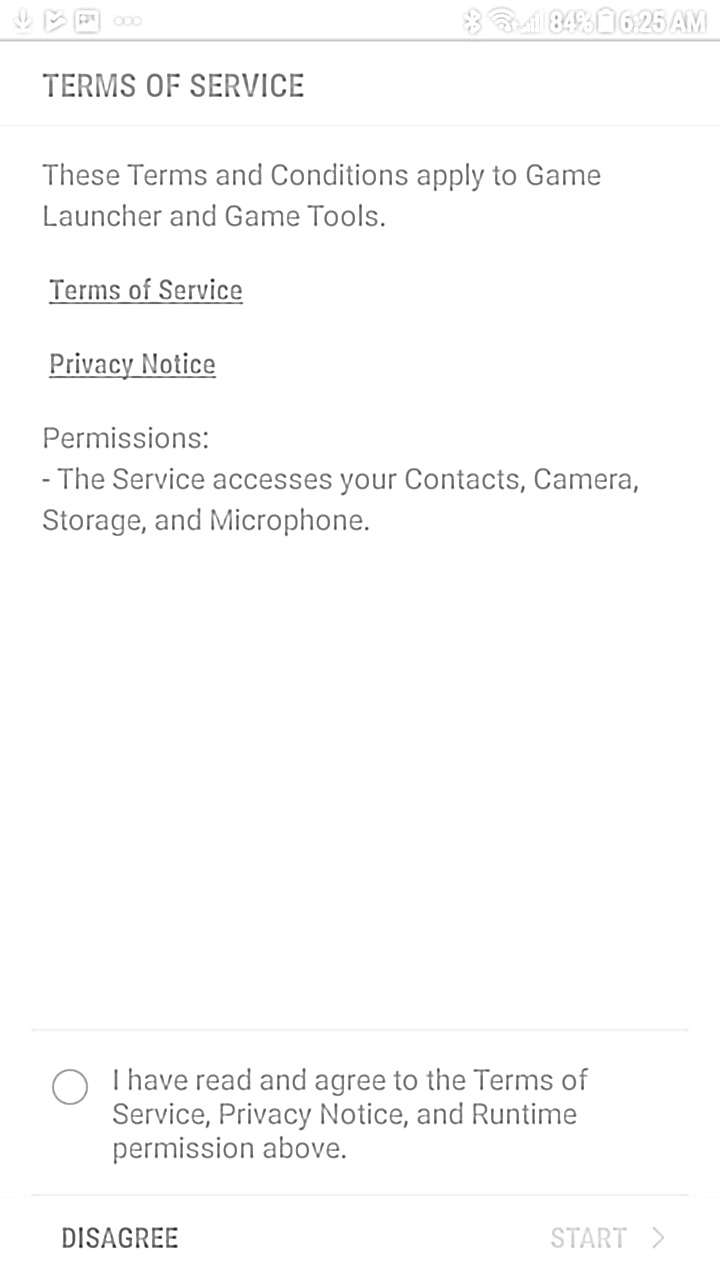 84% 6:25 AM
TERMS OF SERVICE
These Terms and Conditions apply to Game
Launcher and Game Tools.
Terms of Service
Privacy Notice
Permissions:
- The Service accesses your Contacts, Camera,
Storage, and Microphone.
I have read and agree to the Terms of
Service, Privacy Notice, and Runtime
permission above.
DISAGREE
START